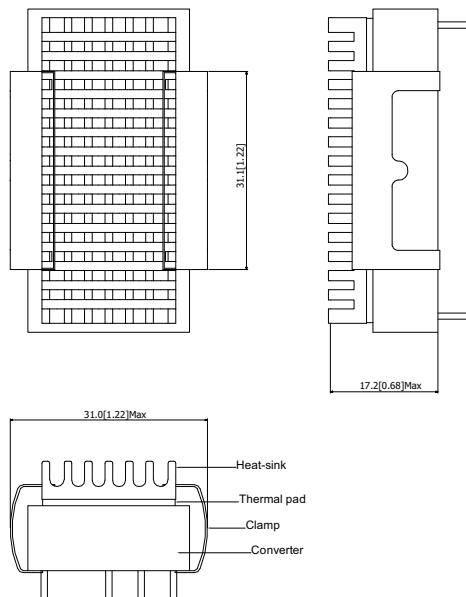 31.1[1.22]
17.2[0.68]Max
31.0[1.22]Max
Heat-sink
Thermal pad
Clamp
Converter